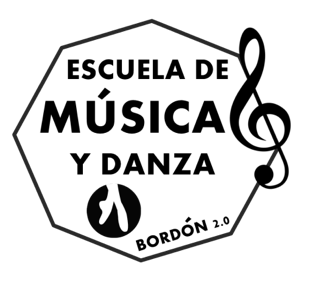 ESCUELA DE
MÚSICA
Y DANZA
BORDÓN 2.0